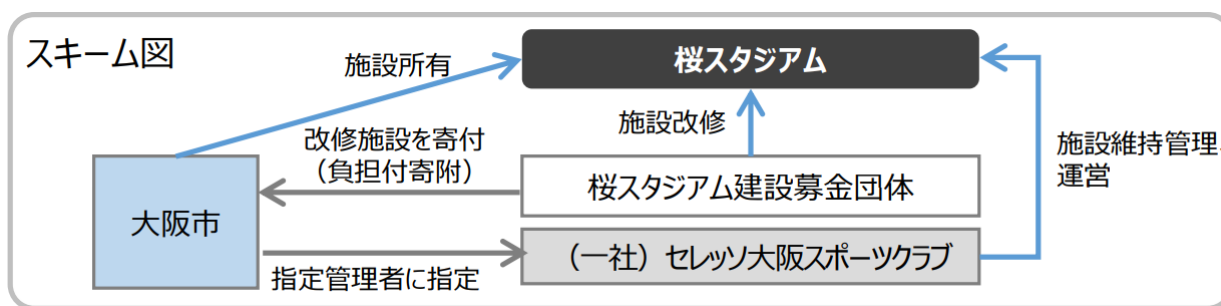 スキーム図
施設所有
桜スタジアム
改修施設を寄付
（負担付寄附）
施設改修
施設維持管理、
運営
大阪市
桜スタジアム建設募金団体
（一社）セレッソ大阪スポーツクラブ
指定管理者に指定